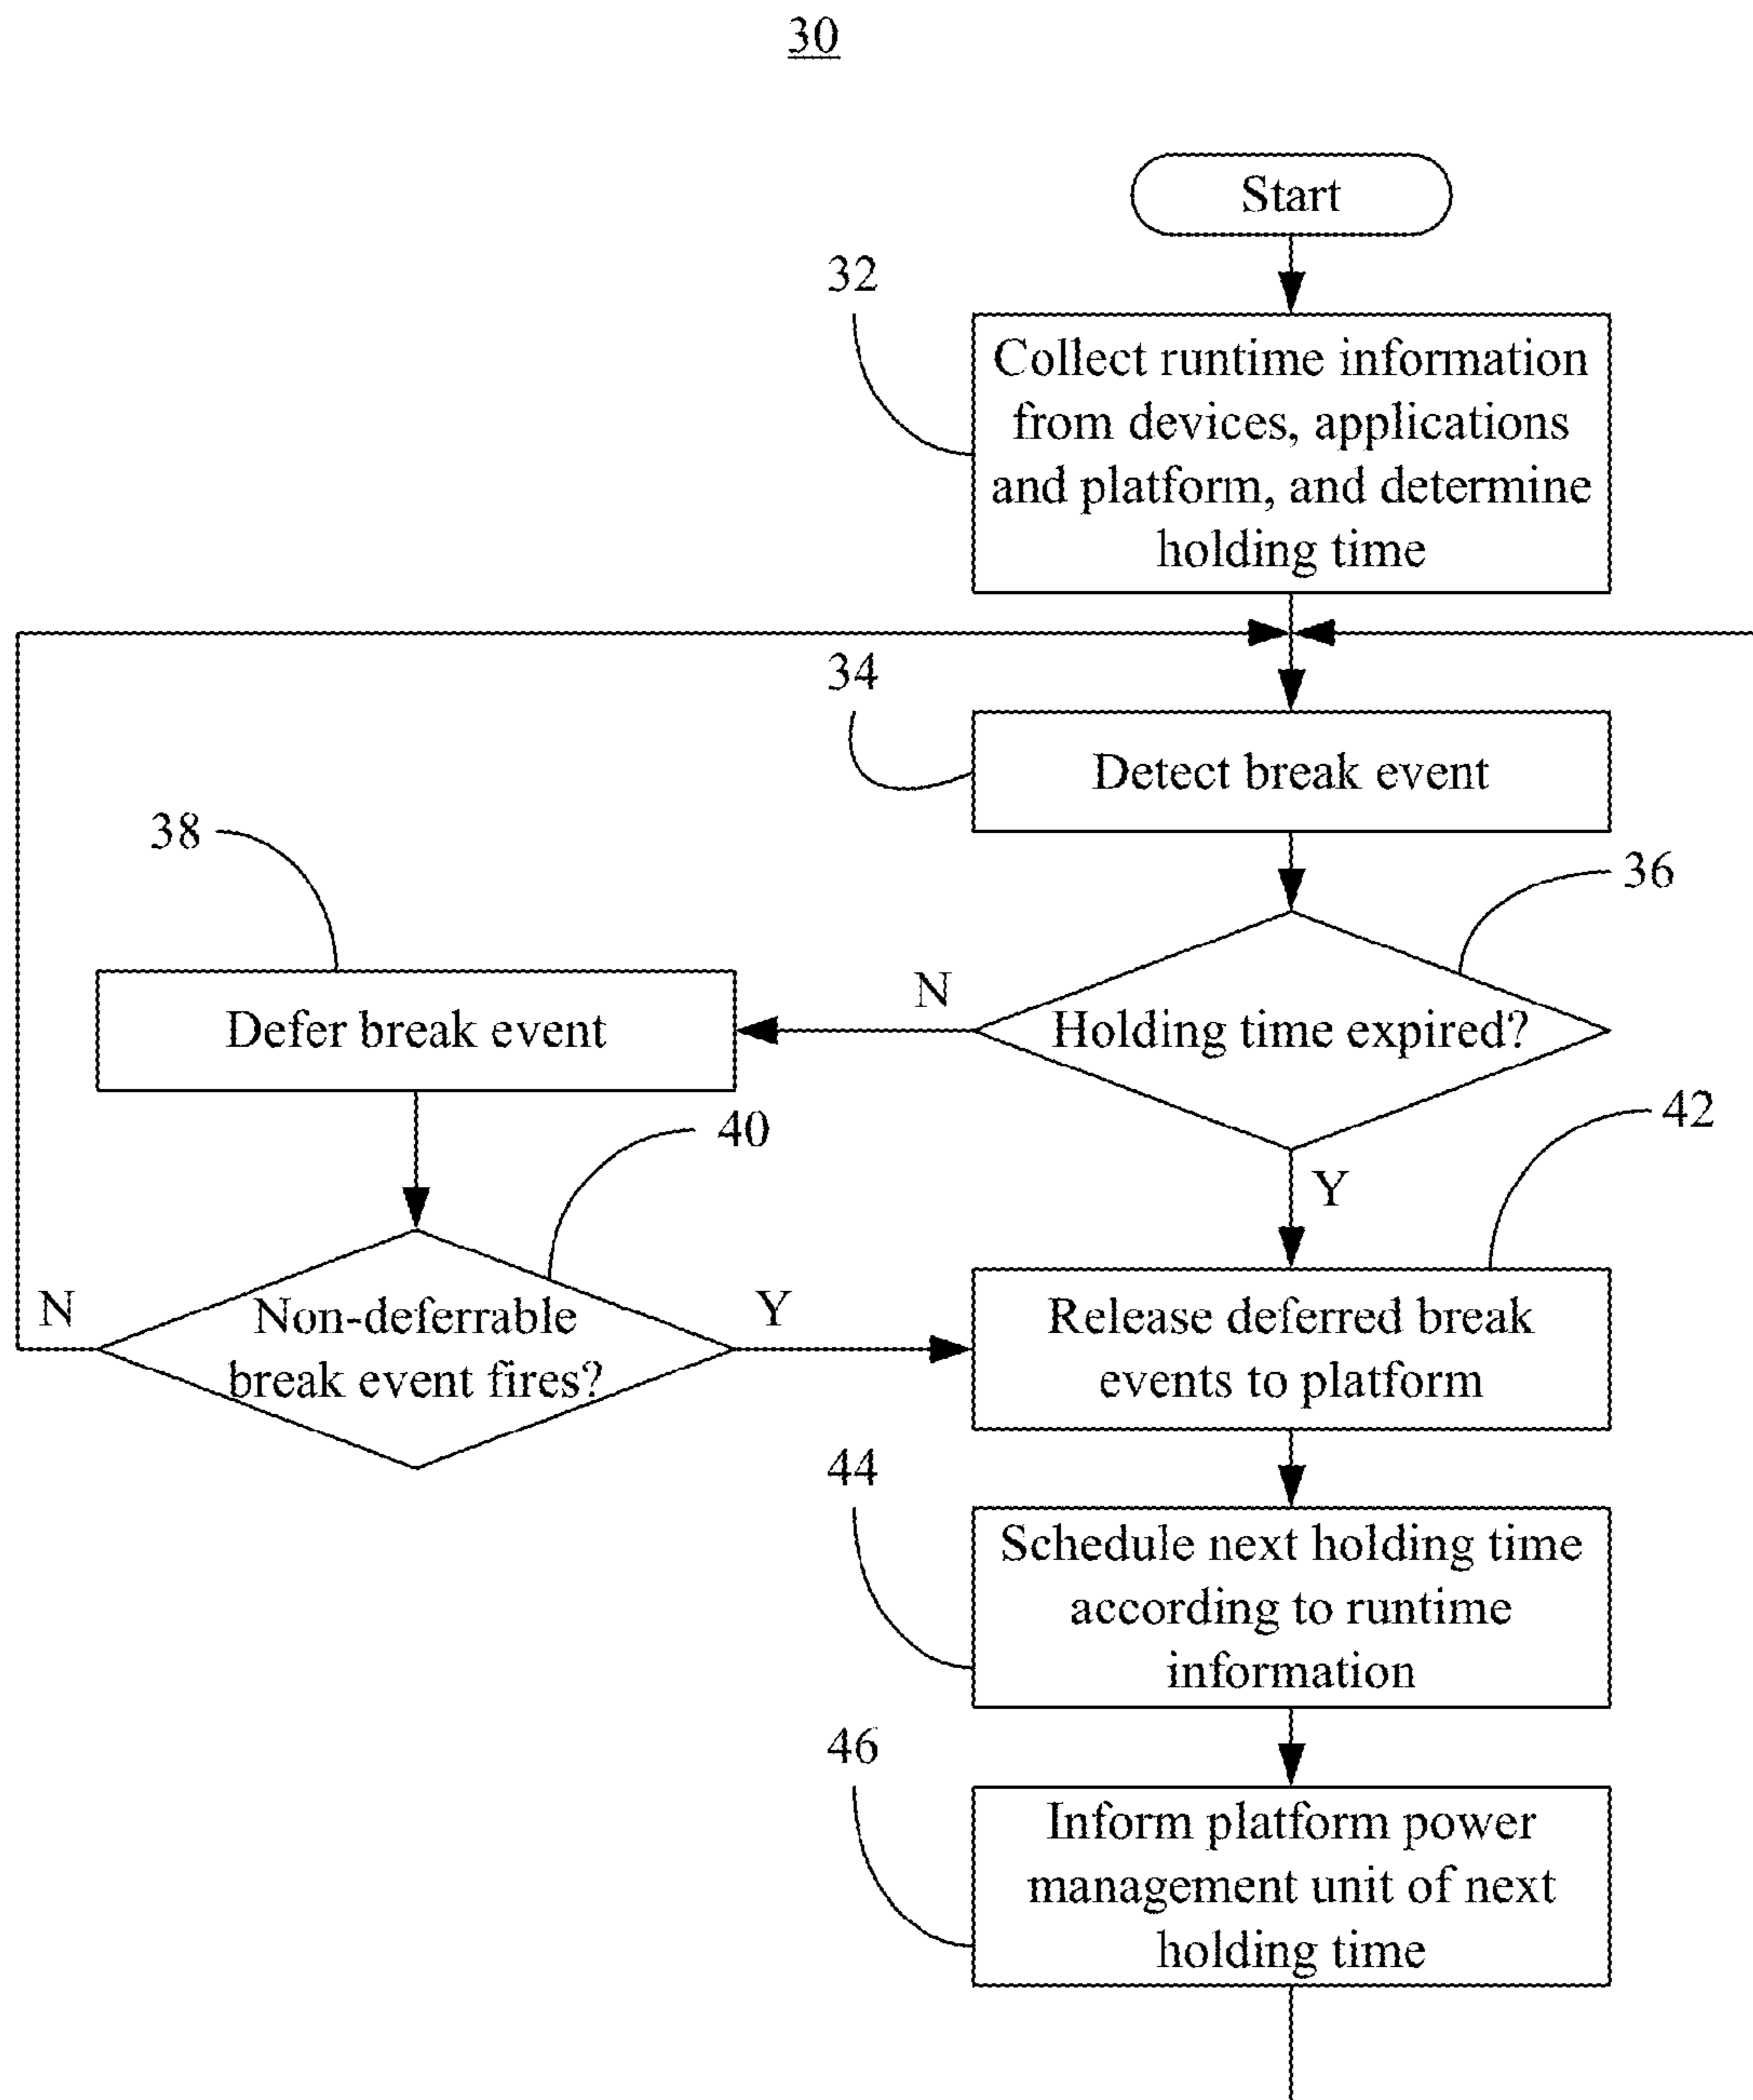 30
Start
32
Collect runtime information
from devices, applications
and platform, and determine
holding time
34
Detect break event
38
36
Defer break event
N
Holding time expired?
40
42
Y
N
Non-deferrable
break event fires?
Y
Release deferred break
events to platform
44
Schedule next holding time
according to runtime
information
46
Inform platform power
management unit of next
holding time